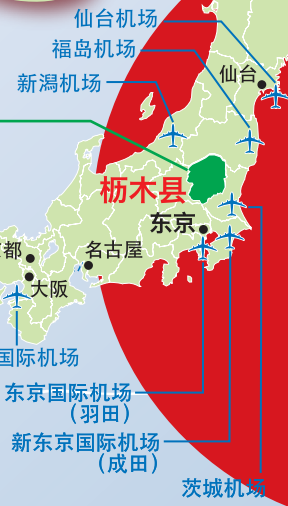 仙台机场
福岛机场
仙台
新潟机场
枥木县
东京
都
名古屋
大阪
国际机场
东京国际机场
（羽田）
新东京国际机场
（成田）
茨城机场